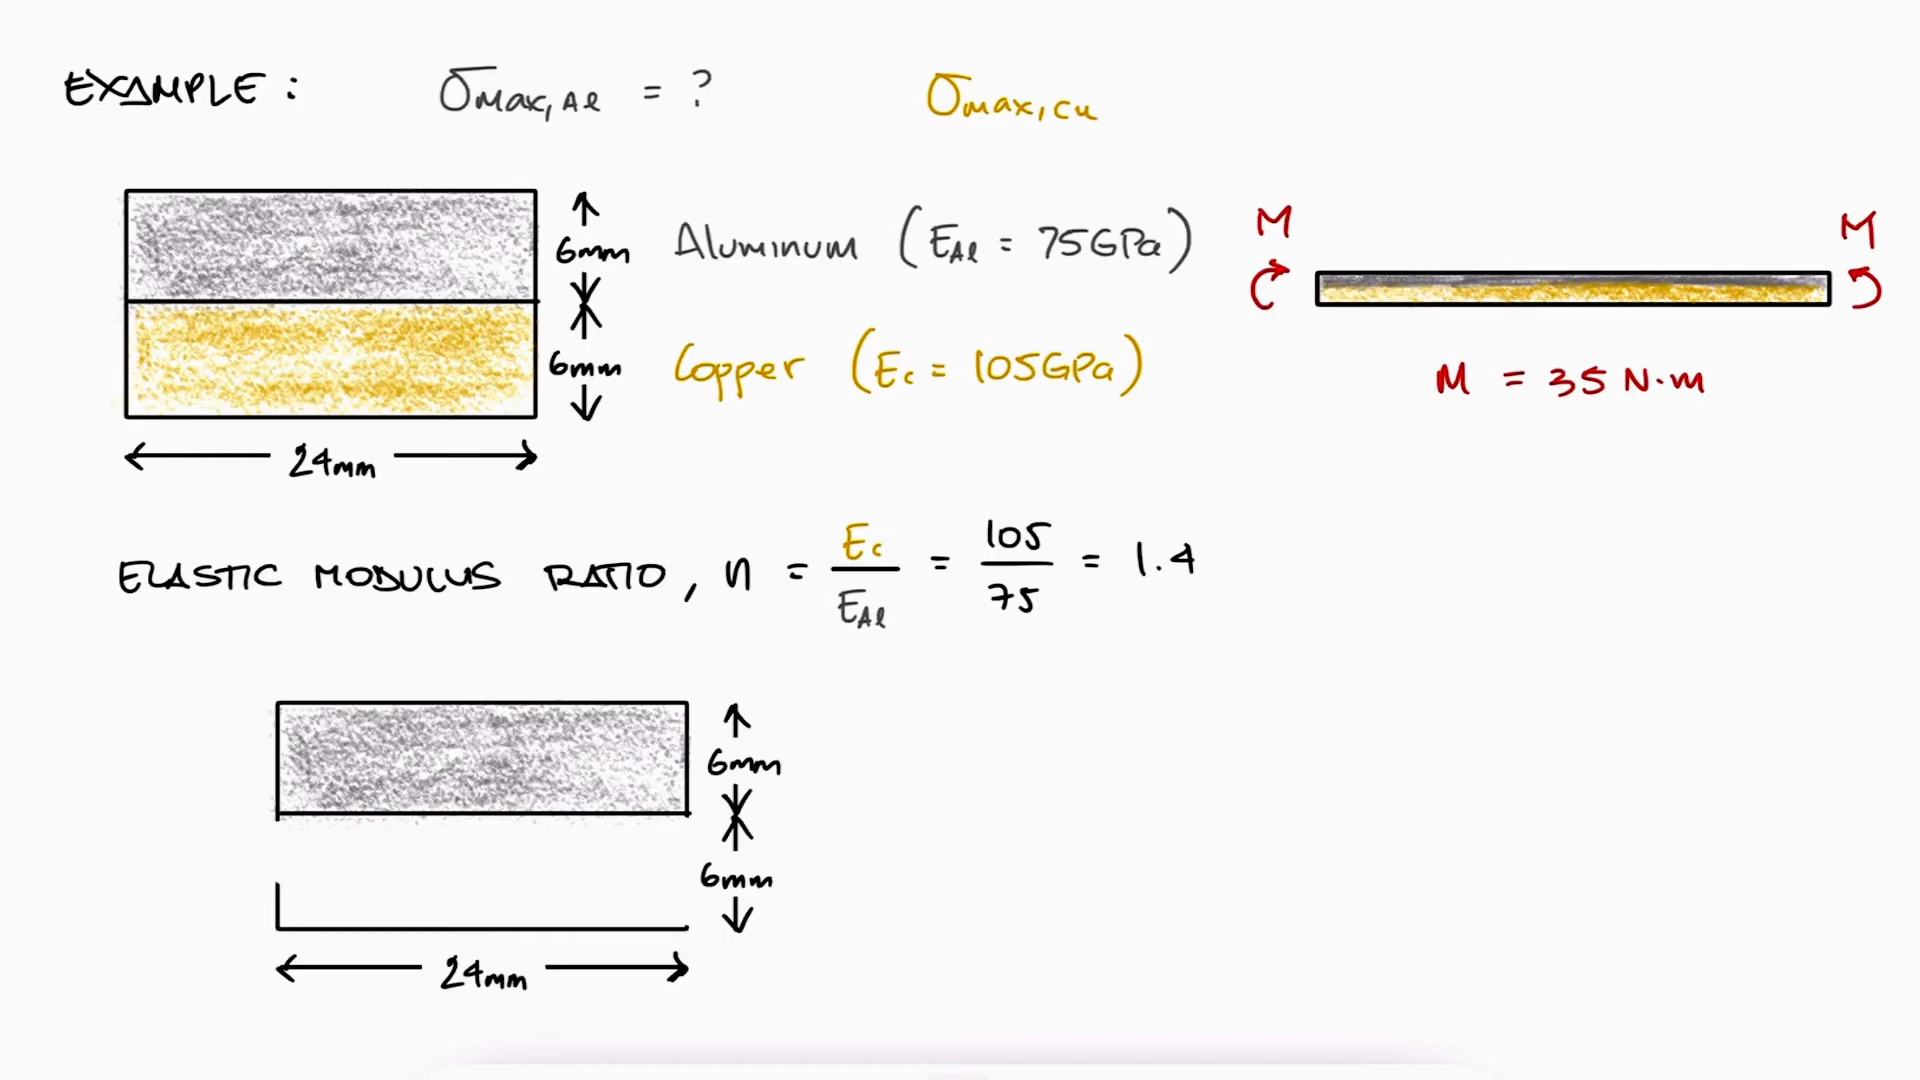 EXAMPLE : σmax,Al = ? σmax,cu
6mm Aluminum (EAl = 75GPa)
M M
6mm Copper (Ec = 105GPa)
M = 35 N·m
24mm
ELASTIC MODULUS RATIO, n = Ec/EAl = 105/75 = 1.4
6mm
6mm
24mm